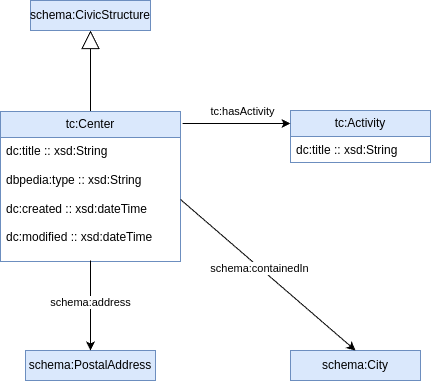 schema:CivicStructure
tc:Center
dc:title :: xsd:String
dbpedia:type :: xsd:String
dc:created :: xsd:dateTime
dc:modified :: xsd:dateTime
tc:hasActivity
tc:Activity
dc:title :: xsd:String
schema:containedIn
schema:address
schema:PostalAddress
schema:City